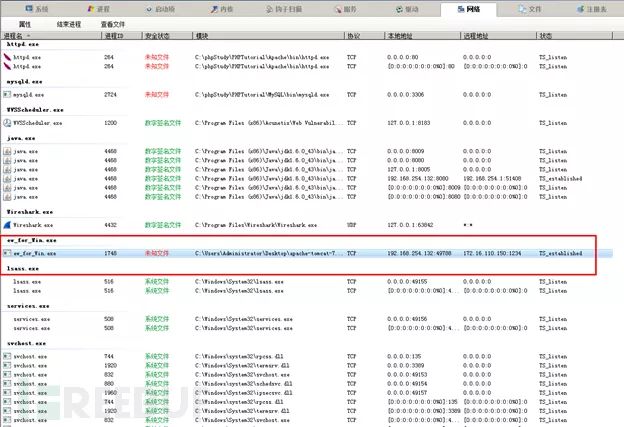 系统 进程 启动项 内核 钩子扫描 服务 驱动 网络 文件 注册表
属性 结束进程 查看文件
进程名 进程ID 安全状态 模块 协议 本地地址 远程地址 状态
httpd.exe
httpd.exe 284 未知文件 C:\phpStudy\PHPTutorial\Apache\bin\httpd.exe TCP 0.0.0.0:80 0.0.0.0:0 TS_listen
httpd.exe 284 未知文件 C:\phpStudy\PHPTutorial\Apache\bin\httpd.exe TCP [0:0:0:0:0:0:0:0%0]:80 [0:0:0:0:0:0:0:0%0]:0 TS_listen
mysqld.exe
mysqld.exe 2724 未知文件 C:\phpStudy\PHPTutorial\MySQL\bin\mysqld.exe TCP 0.0.0.0:3306 0.0.0.0:0 TS_listen
WVSScheduler.exe
WVSScheduler.exe 1200 数字签名文件 C:\Program Files (x86)\Acunetix\Web Vulnerabil... TCP 127.0.0.1:8183 0.0.0.0:0 TS_listen
java.exe
java.exe 4468 数字签名文件 C:\Program Files (x86)\Java\jdk1.6.0_43\bin\ja... TCP 0.0.0.0:8009 0.0.0.0:0 TS_listen
java.exe 4468 数字签名文件 C:\Program Files (x86)\Java\jdk1.6.0_43\bin\ja... TCP 0.0.0.0:8080 0.0.0.0:0 TS_listen
java.exe 4468 数字签名文件 C:\Program Files (x86)\Java\jdk1.6.0_43\bin\ja... TCP 127.0.0.1:8005 0.0.0.0:0 TS_listen
java.exe 4468 数字签名文件 C:\Program Files (x86)\Java\jdk1.6.0_43\bin\ja... TCP 192.168.254.132:8080 192.168.254.1:51408 TS_established
java.exe 4468 数字签名文件 C:\Program Files (x86)\Java\jdk1.6.0_43\bin\ja... TCP [0:0:0:0:0:0:0:0%0]:8009 [0:0:0:0:0:0:0:0%0]:0 TS_listen
java.exe 4468 数字签名文件 C:\Program Files (x86)\Java\jdk1.6.0_43\bin\ja... TCP [0:0:0:0:0:0:0:0%0]:8080 [0:0:0:0:0:0:0:0%0]:0 TS_listen
Wireshark.exe
Wireshark.exe 4432 数字签名文件 C:\Program Files\Wireshark\Wireshark.exe UDP 127.0.0.1:63842 *:*
ew_for_Win.exe
ew_for_Win.exe 1748 未知文件 C:\Users\Administrator\Desktop\apache-tomcat-7... TCP 192.168.254.132:49788 172.16.110.150:1234 TS_established
lsass.exe
lsass.exe 516 系统文件 C:\Windows\System32\lsass.exe TCP 0.0.0.0:49155 0.0.0.0:0 TS_listen
lsass.exe 516 系统文件 C:\Windows\System32\lsass.exe TCP [0:0:0:0:0:0:0:0%0]:4... [0:0:0:0:0:0:0:0%0]:0 TS_listen
services.exe
services.exe 508 系统文件 C:\Windows\System32\services.exe TCP 0.0.0.0:49156 0.0.0.0:0 TS_listen
services.exe 508 系统文件 C:\Windows\System32\services.exe TCP [0:0:0:0:0:0:0:0%0]:4... [0:0:0:0:0:0:0:0%0]:0 TS_listen
svchost.exe
svchost.exe 744 系统文件 C:\Windows\system32\rpcss.dll TCP 0.0.0.0:135 0.0.0.0:0 TS_listen
svchost.exe 1920 系统文件 C:\Windows\System32\termsrv.dll TCP 0.0.0.0:3389 0.0.0.0:0 TS_listen
svchost.exe 832 系统文件 C:\Windows\System32\svchost.exe TCP 0.0.0.0:49153 0.0.0.0:0 TS_listen
svchost.exe 880 系统文件 C:\Windows\system32\schedsvc.dll TCP 0.0.0.0:49154 0.0.0.0:0 TS_listen
svchost.exe 1960 系统文件 C:\Windows\System32\ipsecsvc.dll TCP 0.0.0.0:49157 0.0.0.0:0 TS_listen
svchost.exe 744 系统文件 C:\Windows\system32\rpcss.dll TCP [0:0:0:0:0:0:0:0%0]:135 [0:0:0:0:0:0:0:0%0]:0 TS_listen
svchost.exe 1920 系统文件 C:\Windows\System32\termsrv.dll TCP [0:0:0:0:0:0:0:0%0]:3389 [0:0:0:0:0:0:0:0%0]:0 TS_listen
svchost.exe 832 系统文件 C:\Windows\System32\svchost.exe TCP [0:0:0:0:0:0:0:0%0]:4... [0:0:0:0:0:0:0:0%0]:0 TS_listen